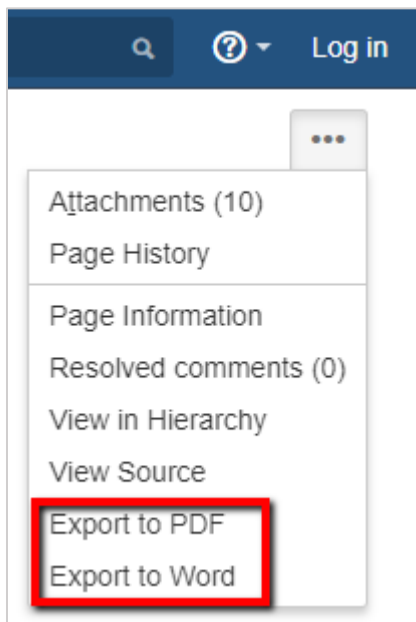 Log in
•••
Attachments (10)
Page History
Page Information
Resolved comments (0)
View in Hierarchy
View Source
Export to PDF
Export to Word